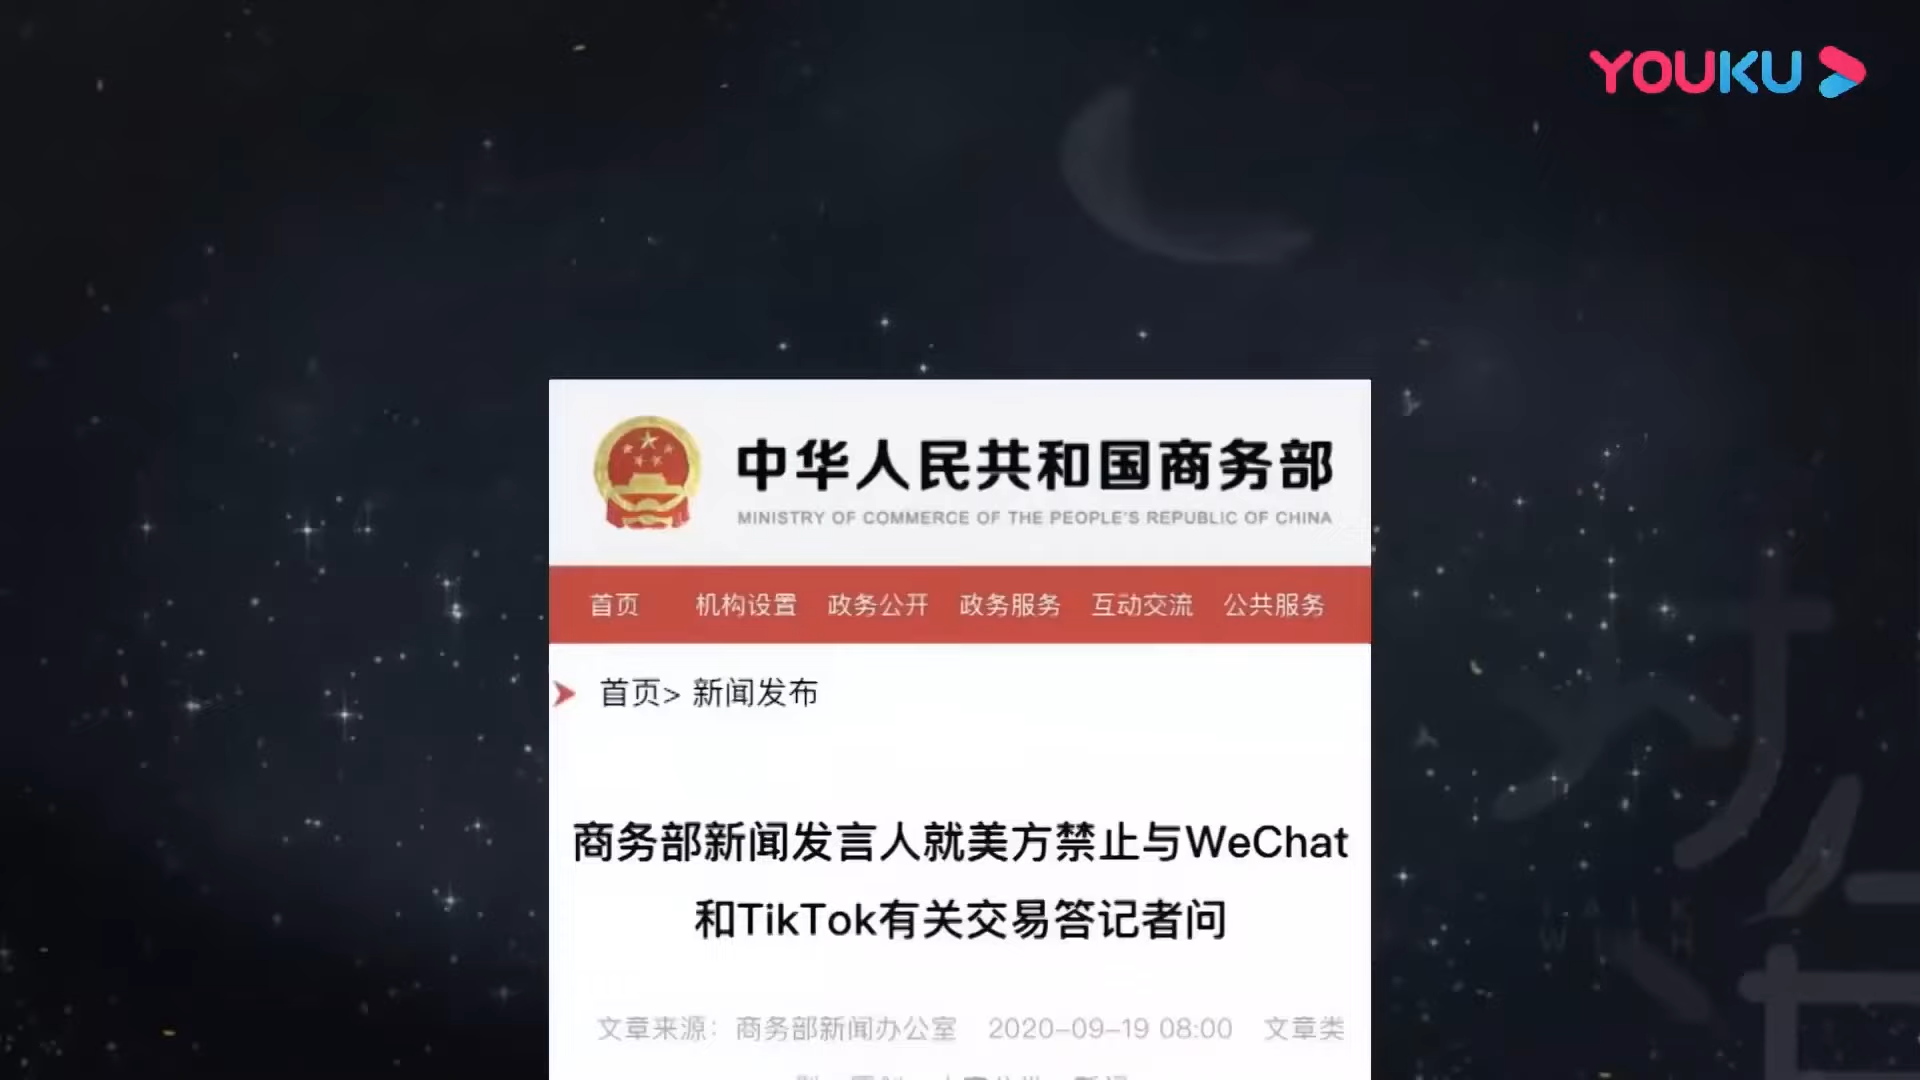 YOUKU
中华人民共和国商务部
MINISTRY OF COMMERCE OF THE PEOPLE'S REPUBLIC OF CHINA
首页 机构设置 政务公开 政务服务 互动交流 公共服务
首页> 新闻发布
商务部新闻发言人就美方禁止与WeChat
和TikTok有关交易答记者问
文章来源：商务部新闻办公室 2020-09-19 08:00 文章类